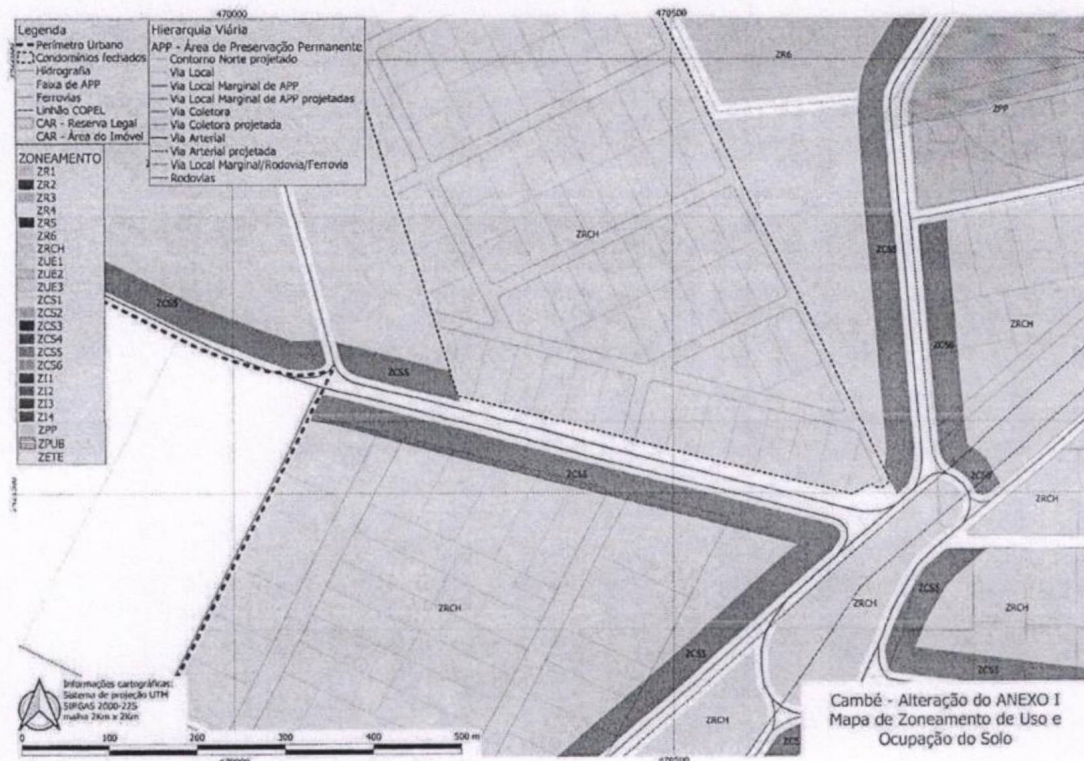 470000
470500
Legenda
Perímetro Urbano
Condomínios fechados
Hidrografia
Faixa de APP
Ferrovias
Linhão COPEL
CAR - Reserva Legal
CAR - Área do Imóvel
Hierarquia Viária
APP - Área de Preservação Permanente
Contorno Norte projetado
Via Local
Via Local Marginal de APP
Via Local Marginal de APP projetadas
Via Coletora
Via Coletora projetada
Via Arterial
Via Arterial projetada
Via Local Marginal/Rodovia/Ferrovia
Rodovias
ZONEAMENTO
ZR1
ZR2
ZR3
ZR4
ZR5
ZR6
ZRCH
ZUE1
ZUE2
ZUE3
ZCS1
ZCS2
ZCS3
ZCS4
ZCS5
ZCS6
ZI1
ZI2
ZI3
ZI4
ZPP
ZPUB
ZETE
ZR6
ZPP
ZRCH
ZCS5
ZCS6
ZRCH
ZCS5
ZCS5
ZCS5
ZCS6
ZRCH
ZRCH
ZRCH
ZCS5
ZRCH
ZCS5
ZCS5
ZRCH
Informações cartográficas:
Sistema de projeção UTM
SIRGAS 2000-22S
malha 2Km x 2Km
0 100 200 300 400 500 m
470000
470500
Cambé - Alteração do ANEXO I
Mapa de Zoneamento de Uso e
Ocupação do Solo